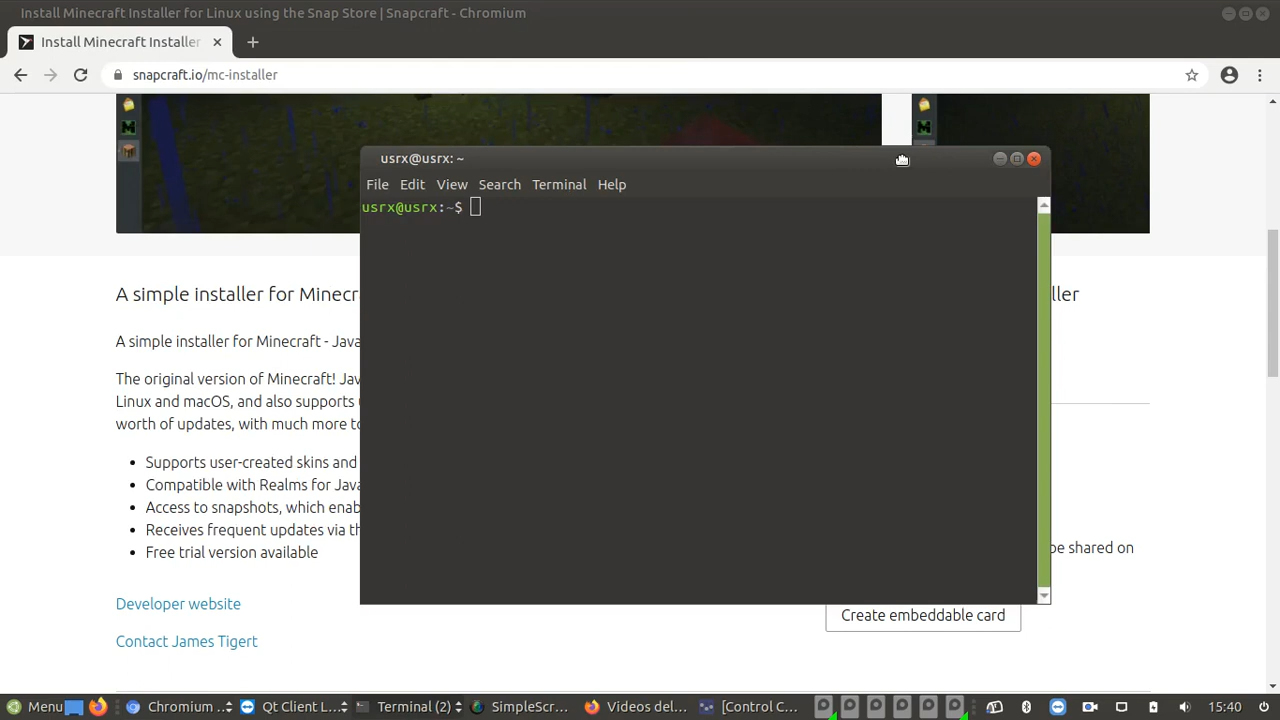 Install Minecraft Installer for Linux using the Snap Store | Snapcraft - Chromium
Install Minecraft Installer
snapcraft.io/mc-installer
usrx@usrx: ~
File Edit View Search Terminal Help
usrx@usrx:~$
A simple installer for Minecr
ller
A simple installer for Minecraft - Java
The original version of Minecraft! Jav
Linux and macOS, and also supports
worth of updates, with much more to
Supports user-created skins and
Compatible with Realms for Java
Access to snapshots, which enab
Receives frequent updates via th
be shared on
Free trial version available
Developer website
Create embeddable card
Contact James Tigert
Menu Chromium ... Qt Client L... Terminal (2) SimpleScr... Videos del... [Control C... 15:40